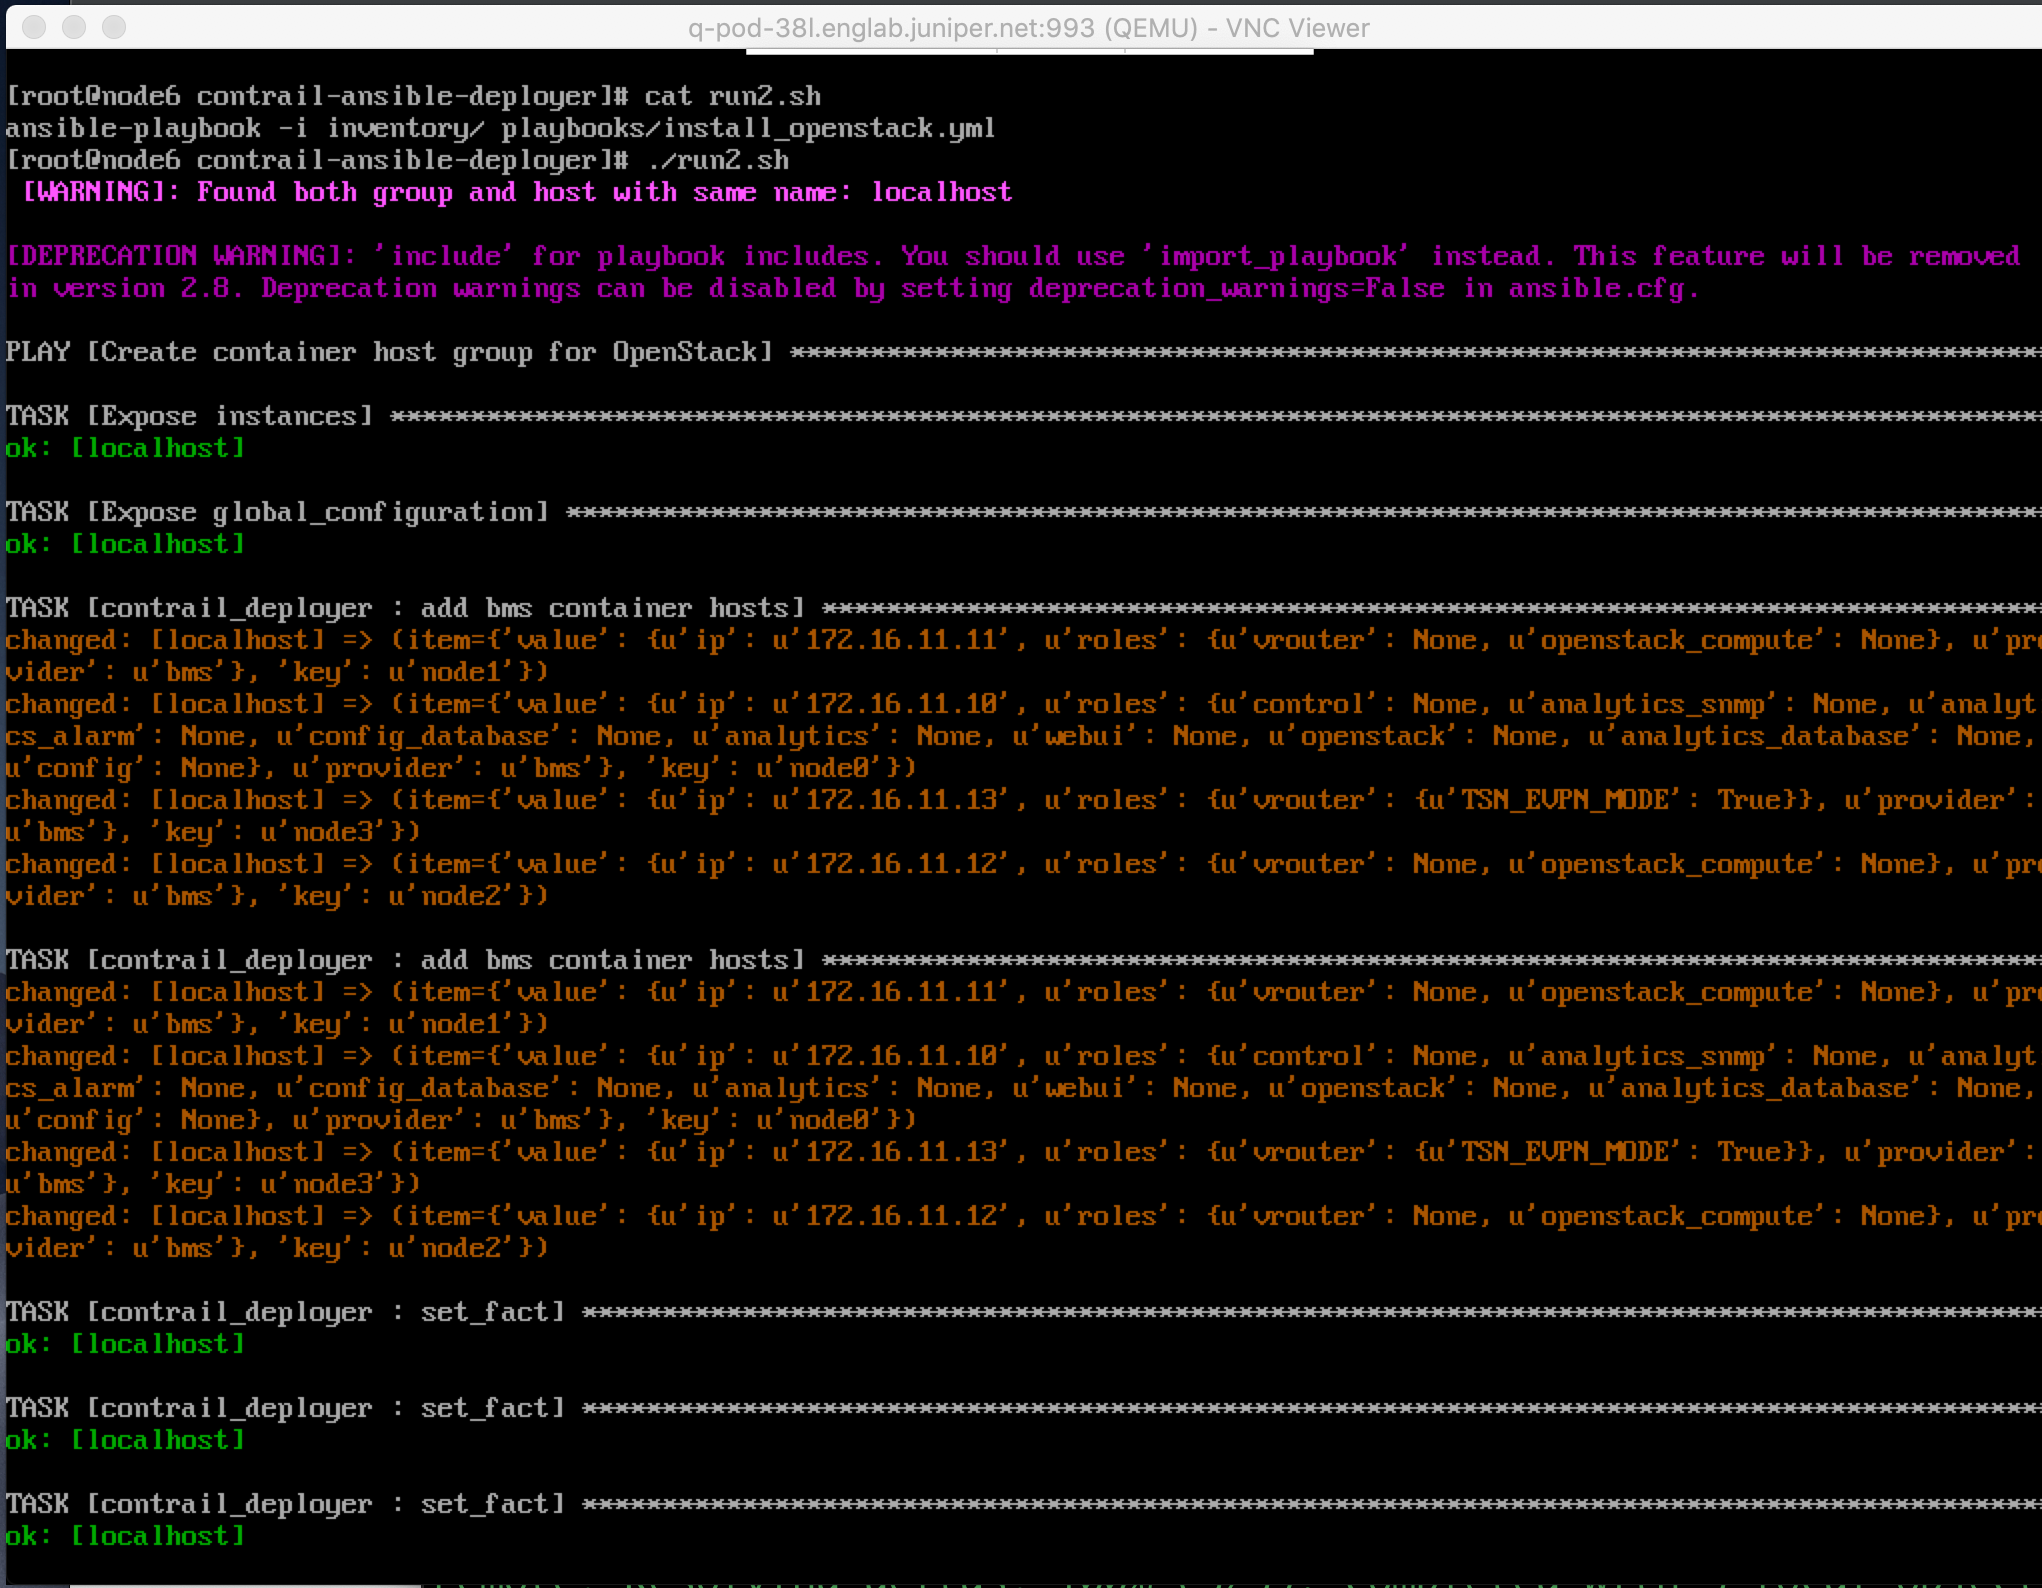 q-pod-38l.englab.juniper.net:993 (QEMU) - VNC Viewer
[root@node6 contrail-ansible-deployer]# cat run2.sh
ansible-playbook -i inventory/ playbooks/install_openstack.yml
[root@node6 contrail-ansible-deployer]# ./run2.sh
[WARNING]: Found both group and host with same name: localhost
[DEPRECATION WARNING]: 'include' for playbook includes. You should use 'import_playbook' instead. This feature will be removed
in version 2.8. Deprecation warnings can be disabled by setting deprecation_warnings=False in ansible.cfg.
PLAY [Create container host group for OpenStack] ******************************************************************************
TASK [Expose instances] *******************************************************************************************************
ok: [localhost]
TASK [Expose global_configuration] ********************************************************************************************
ok: [localhost]
TASK [contrail_deployer : add bms container hosts] ****************************************************************************
changed: [localhost] => (item={'value': {u'ip': u'172.16.11.11', u'roles': {u'vrouter': None, u'openstack_compute': None}, u'pro
vider': u'bms'}, 'key': u'node1'})
changed: [localhost] => (item={'value': {u'ip': u'172.16.11.10', u'roles': {u'control': None, u'analytics_snmp': None, u'analyt
cs_alarm': None, u'config_database': None, u'analytics': None, u'webui': None, u'openstack': None, u'analytics_database': None,
u'config': None}, u'provider': u'bms'}, 'key': u'node0'})
changed: [localhost] => (item={'value': {u'ip': u'172.16.11.13', u'roles': {u'vrouter': {u'TSN_EVPN_MODE': True}}, u'provider':
u'bms'}, 'key': u'node3'})
changed: [localhost] => (item={'value': {u'ip': u'172.16.11.12', u'roles': {u'vrouter': None, u'openstack_compute': None}, u'pro
vider': u'bms'}, 'key': u'node2'})
TASK [contrail_deployer : add bms container hosts] ****************************************************************************
changed: [localhost] => (item={'value': {u'ip': u'172.16.11.11', u'roles': {u'vrouter': None, u'openstack_compute': None}, u'pro
vider': u'bms'}, 'key': u'node1'})
changed: [localhost] => (item={'value': {u'ip': u'172.16.11.10', u'roles': {u'control': None, u'analytics_snmp': None, u'analyt
cs_alarm': None, u'config_database': None, u'analytics': None, u'webui': None, u'openstack': None, u'analytics_database': None,
u'config': None}, u'provider': u'bms'}, 'key': u'node0'})
changed: [localhost] => (item={'value': {u'ip': u'172.16.11.13', u'roles': {u'vrouter': {u'TSN_EVPN_MODE': True}}, u'provider':
u'bms'}, 'key': u'node3'})
changed: [localhost] => (item={'value': {u'ip': u'172.16.11.12', u'roles': {u'vrouter': None, u'openstack_compute': None}, u'pro
vider': u'bms'}, 'key': u'node2'})
TASK [contrail_deployer : set_fact] *******************************************************************************************
ok: [localhost]
TASK [contrail_deployer : set_fact] *******************************************************************************************
ok: [localhost]
TASK [contrail_deployer : set_fact] *******************************************************************************************
ok: [localhost]